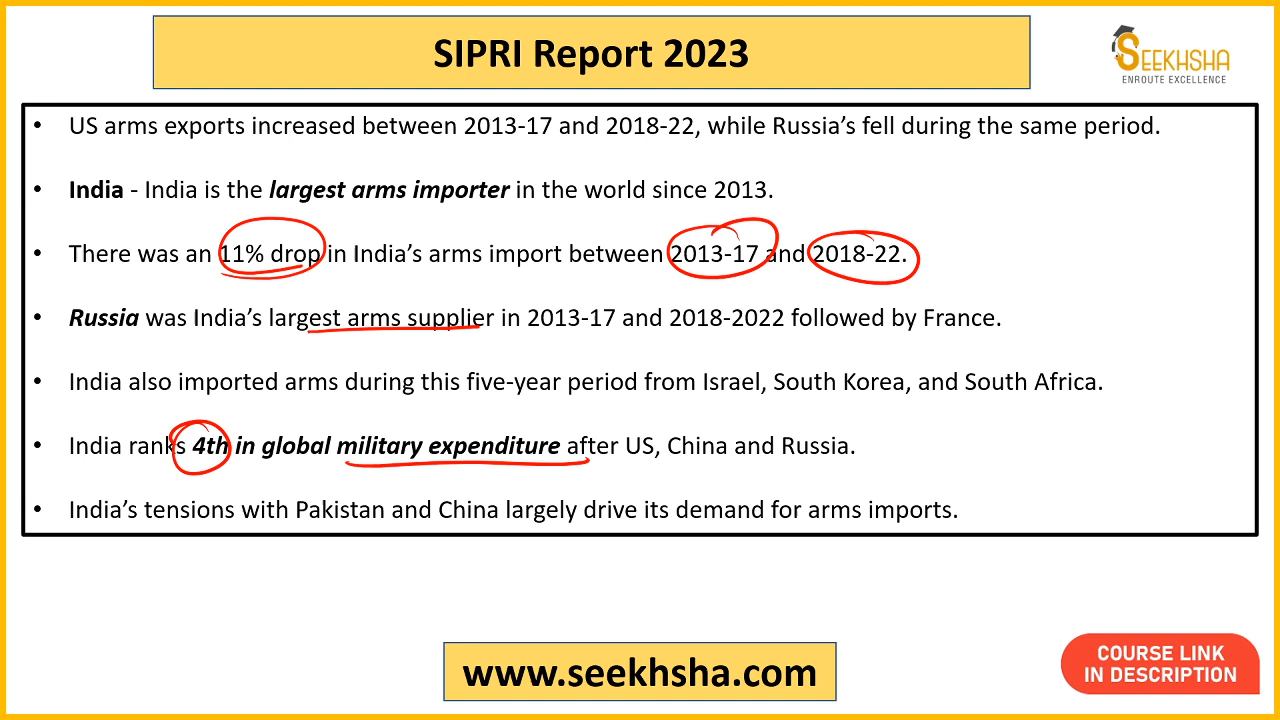 SIPRI Report 2023
SEEKHSHA
ENROUTE EXCELLENCE
• US arms exports increased between 2013-17 and 2018-22, while Russia’s fell during the same period.
• India - India is the largest arms importer in the world since 2013.
• There was an 11% drop in India’s arms import between 2013-17 and 2018-22.
• Russia was India’s largest arms supplier in 2013-17 and 2018-2022 followed by France.
• India also imported arms during this five-year period from Israel, South Korea, and South Africa.
• India ranks 4th in global military expenditure after US, China and Russia.
• India’s tensions with Pakistan and China largely drive its demand for arms imports.
www.seekhsha.com
COURSE LINK
IN DESCRIPTION